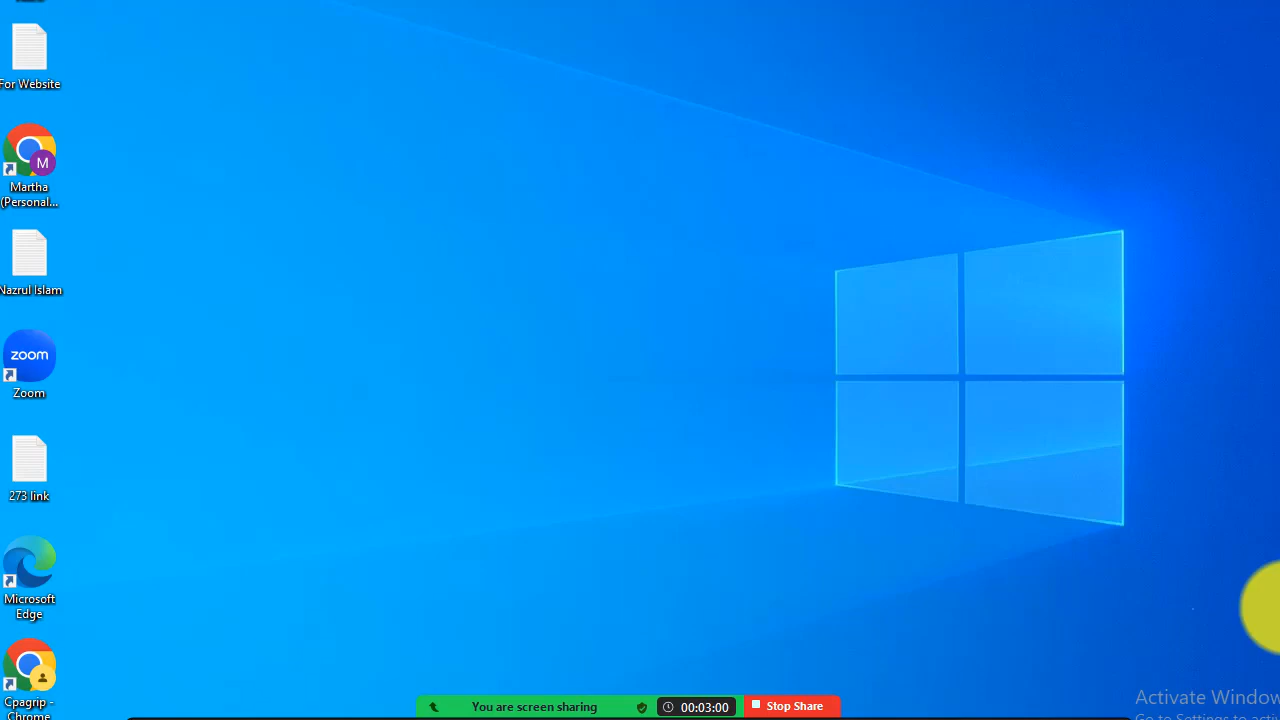 For Website
M
Martha
(Personal...
Nazrul Islam
zoom
Zoom
273 link
Microsoft
Edge
Cpagrip -
Chrome
You are screen sharing
00:03:00
Stop Share
Activate Window